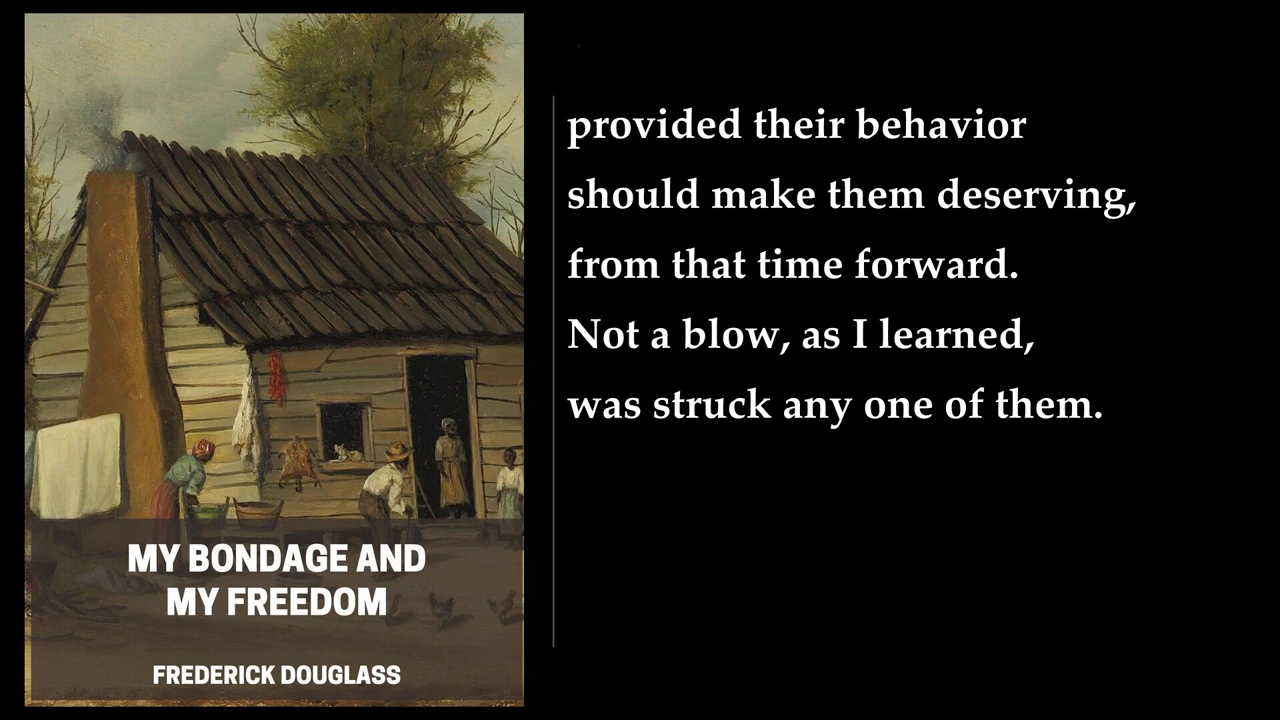 provided their behavior
should make them deserving,
from that time forward.
Not a blow, as I learned,
was struck any one of them.
MY BONDAGE AND
MY FREEDOM
FREDERICK DOUGLASS